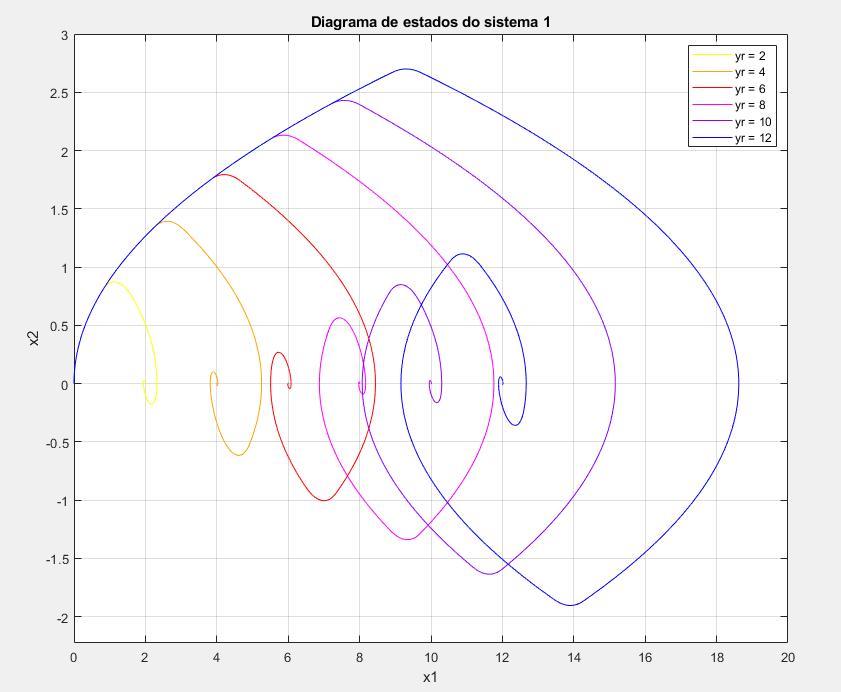 Diagrama de estados do sistema 1
yr = 2
yr = 4
yr = 6
yr = 8
yr = 10
yr = 12
3
2.5
2
1.5
1
0.5
0
-0.5
-1
-1.5
-2
x2
0 2 4 6 8 10 12 14 16 18 20
x1